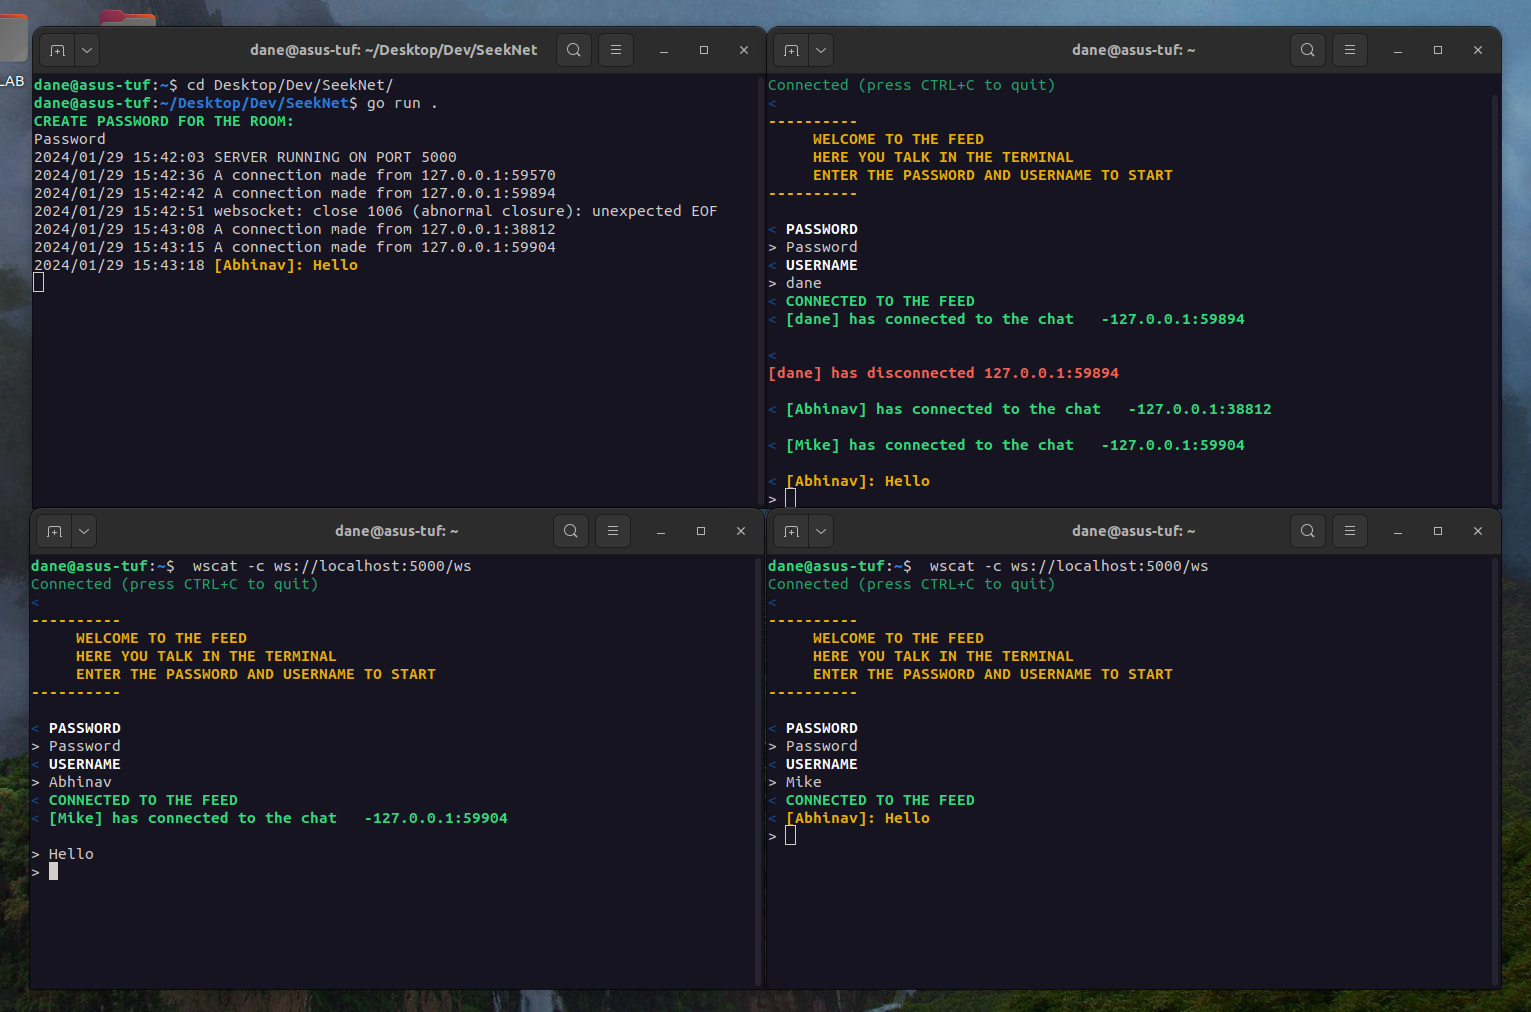 LAB
dane@asus-tuf: ~/Desktop/Dev/SeekNet
dane@asus-tuf:~$ cd Desktop/Dev/SeekNet/
dane@asus-tuf:~/Desktop/Dev/SeekNet$ go run .
CREATE PASSWORD FOR THE ROOM:
Password
2024/01/29 15:42:03 SERVER RUNNING ON PORT 5000
2024/01/29 15:42:36 A connection made from 127.0.0.1:59570
2024/01/29 15:42:42 A connection made from 127.0.0.1:59894
2024/01/29 15:42:51 websocket: close 1006 (abnormal closure): unexpected EOF
2024/01/29 15:43:08 A connection made from 127.0.0.1:38812
2024/01/29 15:43:15 A connection made from 127.0.0.1:59904
2024/01/29 15:43:18 [Abhinav]: Hello
dane@asus-tuf: ~
Connected (press CTRL+C to quit)
<
----------
WELCOME TO THE FEED
HERE YOU TALK IN THE TERMINAL
ENTER THE PASSWORD AND USERNAME TO START
----------
< PASSWORD
> Password
< USERNAME
> dane
< CONNECTED TO THE FEED
< [dane] has connected to the chat   -127.0.0.1:59894
<
[dane] has disconnected 127.0.0.1:59894
< [Abhinav] has connected to the chat   -127.0.0.1:38812
< [Mike] has connected to the chat   -127.0.0.1:59904
< [Abhinav]: Hello
>
dane@asus-tuf: ~
dane@asus-tuf:~$  wscat -c ws://localhost:5000/ws
Connected (press CTRL+C to quit)
<
----------
WELCOME TO THE FEED
HERE YOU TALK IN THE TERMINAL
ENTER THE PASSWORD AND USERNAME TO START
----------
< PASSWORD
> Password
< USERNAME
> Abhinav
< CONNECTED TO THE FEED
< [Mike] has connected to the chat   -127.0.0.1:59904
> Hello
>
dane@asus-tuf: ~
dane@asus-tuf:~$  wscat -c ws://localhost:5000/ws
Connected (press CTRL+C to quit)
<
----------
WELCOME TO THE FEED
HERE YOU TALK IN THE TERMINAL
ENTER THE PASSWORD AND USERNAME TO START
----------
< PASSWORD
> Password
< USERNAME
> Mike
< CONNECTED TO THE FEED
< [Abhinav]: Hello
>